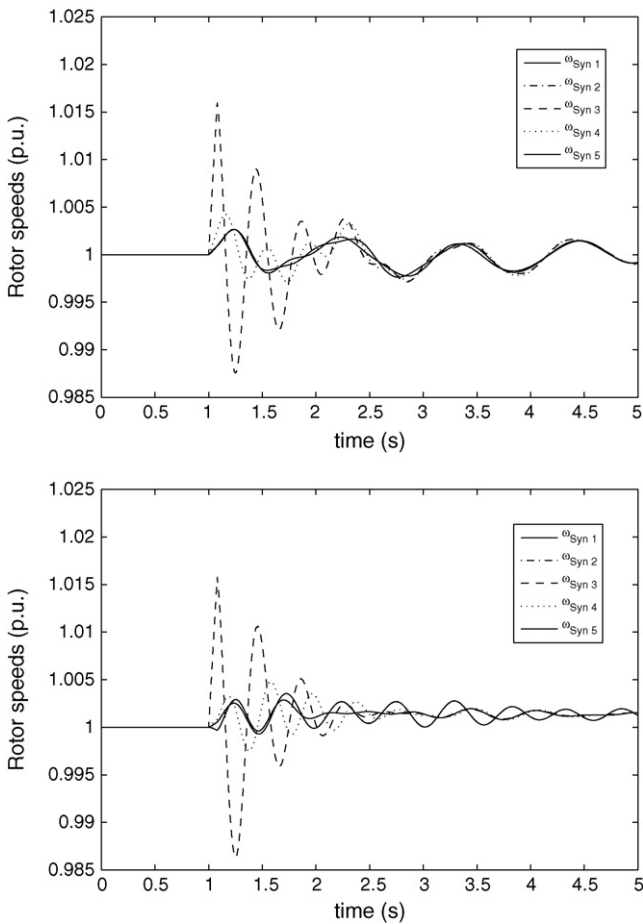 1.025
1.02
1.015
1.01
1.005
1
0.995
0.99
0.985
Rotor speeds (p.u.)
ωSyn 1
ωSyn 2
ωSyn 3
ωSyn 4
ωSyn 5
0 0.5 1 1.5 2 2.5 3 3.5 4 4.5 5
time (s)
1.025
1.02
1.015
1.01
1.005
1
0.995
0.99
0.985
Rotor speeds (p.u.)
ωSyn 1
ωSyn 2
ωSyn 3
ωSyn 4
ωSyn 5
0 0.5 1 1.5 2 2.5 3 3.5 4 4.5 5
time (s)